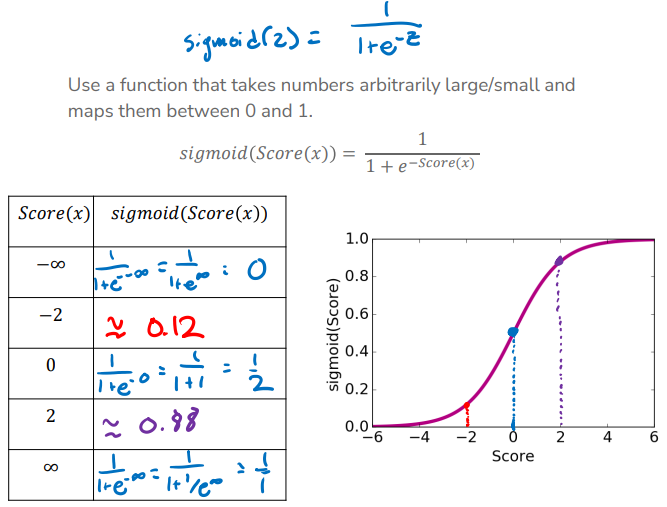 sigmoid(z) = 1/(1+e^-z)
Use a function that takes numbers arbitrarily large/small and
maps them between 0 and 1.
sigmoid(Score(x)) = 1/(1 + e^-Score(x))
Score(x) sigmoid(Score(x))
−∞ 1/(1+e^--∞) = 1/(1+e^∞) = 0
−2 ≈ 0.12
0 1/(1+e^-0) = 1/(1+1) = 1/2
2 ≈ 0.88
∞ 1/(1+e^-∞) = 1/(1+1/e^∞) = 1/1
1.0
0.8
0.6
0.4
0.2
0.0
sigmoid(Score)
−6 −4 −2 0 2 4 6
Score